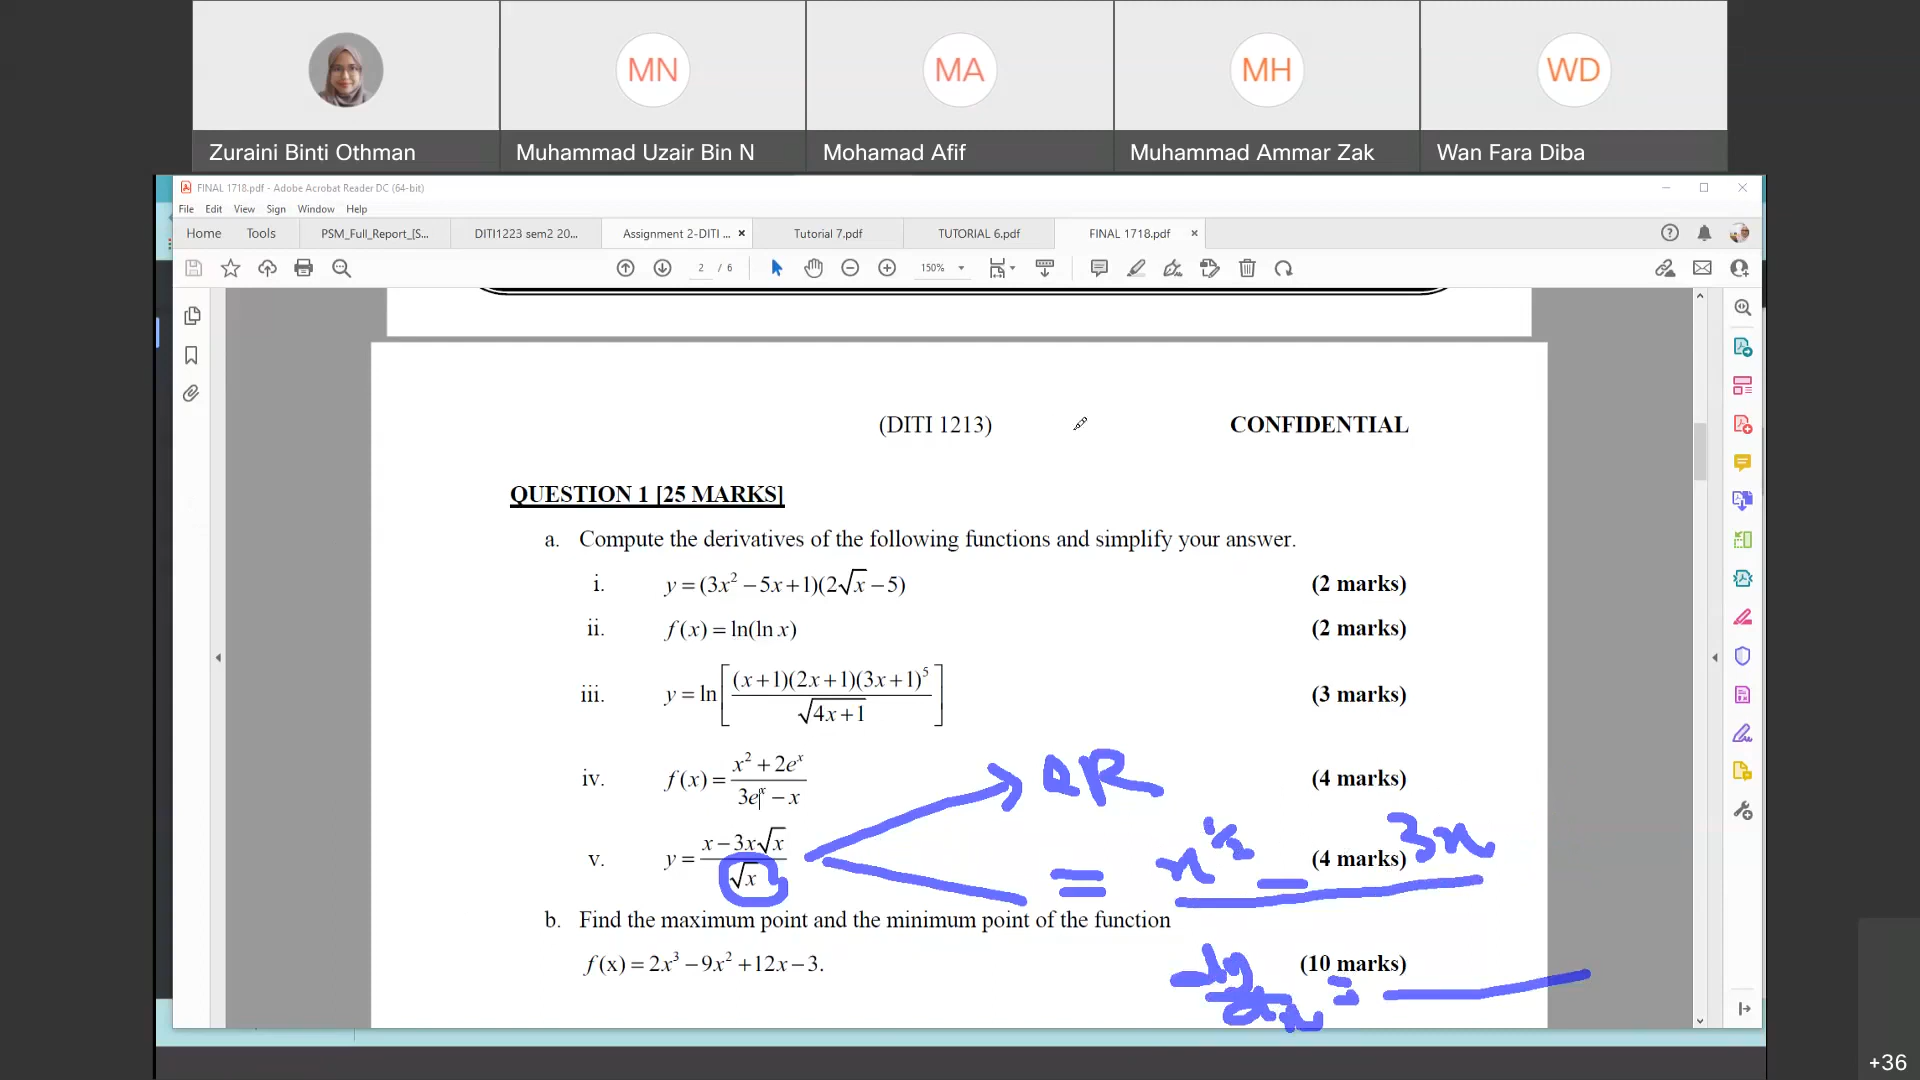 MN
MA
MH
WD
Zuraini Binti Othman
Muhammad Uzair Bin N
Mohamad Afif
Muhammad Ammar Zak
Wan Fara Diba
FINAL 1718.pdf - Adobe Acrobat Reader DC (64-bit)
File Edit View Sign Window Help
Home Tools PSM_Full_Report_(S... DITI1223 sem2 20... Assignment 2-DITI ... × Tutorial 7.pdf TUTORIAL 6.pdf FINAL 1718.pdf ×
2 / 6 150%
(DITI 1213) CONFIDENTIAL
QUESTION 1 [25 MARKS]
a. Compute the derivatives of the following functions and simplify your answer.
i. y = (3x² − 5x + 1)(2√x − 5) (2 marks)
ii. f(x) = ln(ln x) (2 marks)
iii. y = ln[(x+1)(2x+1)(3x+1)⁵ / √(4x+1)] (3 marks)
iv. f(x) = (x² + 2eˣ) / (3eˣ − x) (4 marks)
QR
v. y = (x − 3x√x) / √x (4 marks)
= x^1/2 − 3x
b. Find the maximum point and the minimum point of the function
f(x) = 2x³ − 9x² + 12x − 3. (10 marks)
dy/dx =
+36